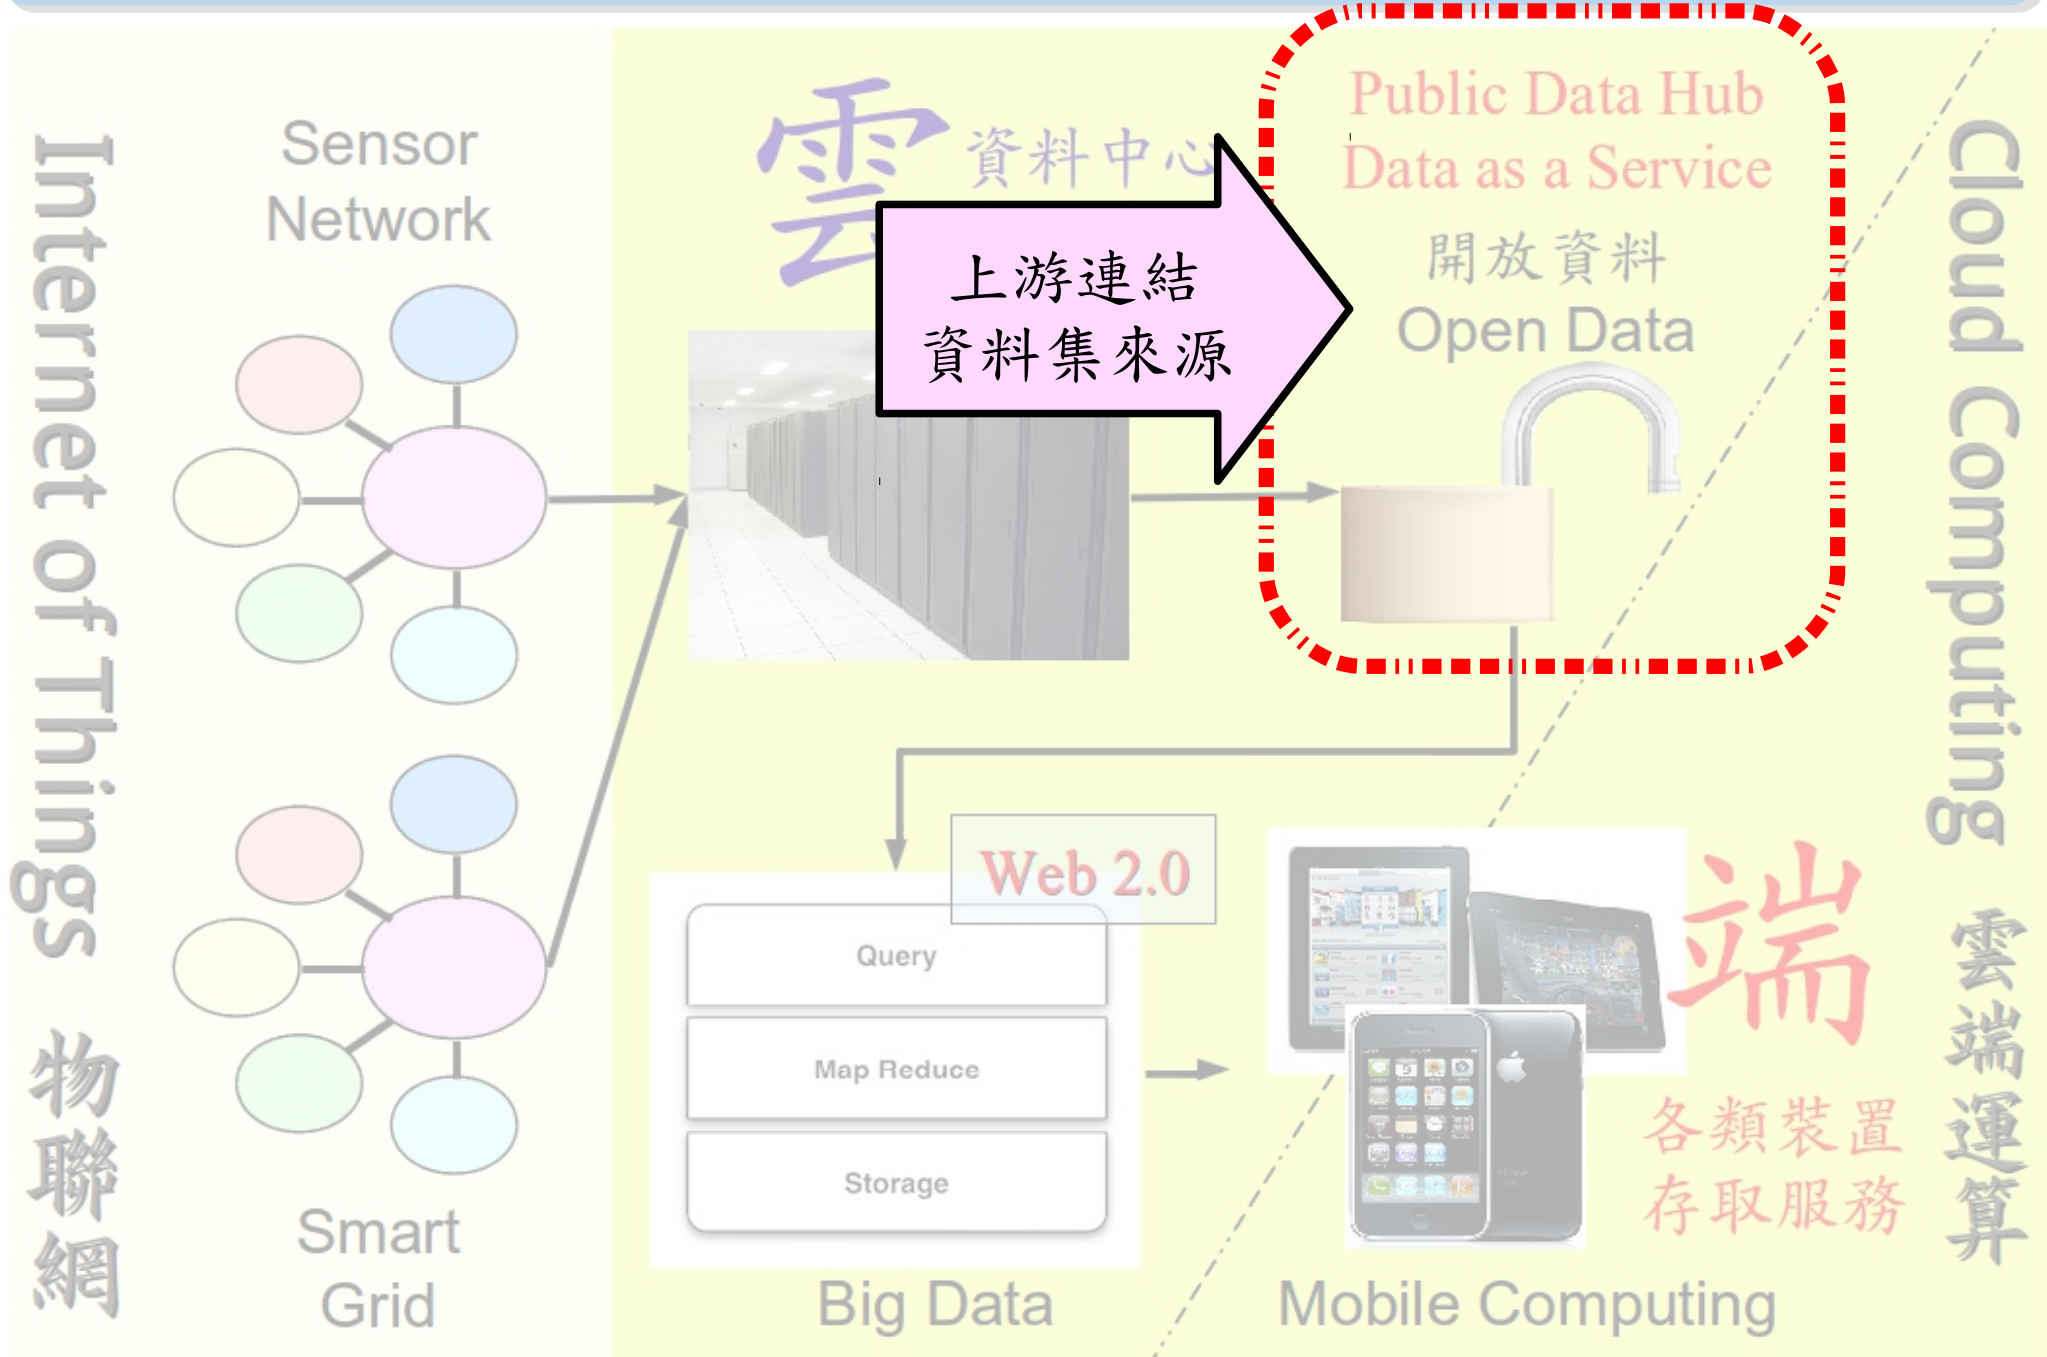 Internet of Things 物聯網
Sensor
Network
Smart
Grid
雲
資料中心
上游連結
資料集來源
Public Data Hub
Data as a Service
開放資料
Open Data
Web 2.0
Query
Map Reduce
Storage
Big Data
端
各類裝置
存取服務
Mobile Computing
Cloud Computing 雲端運算